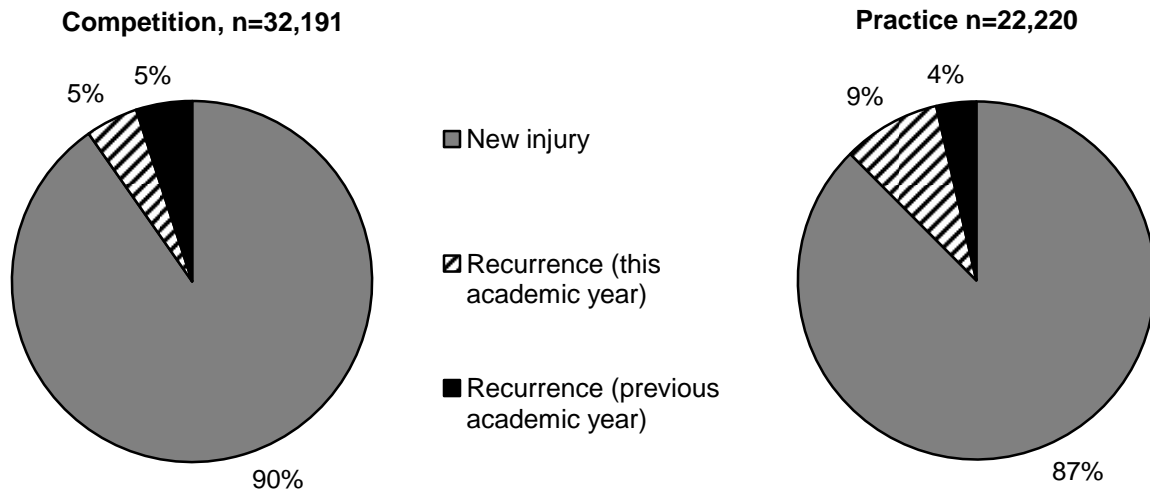 Competition, n=32,191
5%
5%
90%
New injury
Recurrence (this
academic year)
Recurrence (previous
academic year)
Practice n=22,220
9%
4%
87%